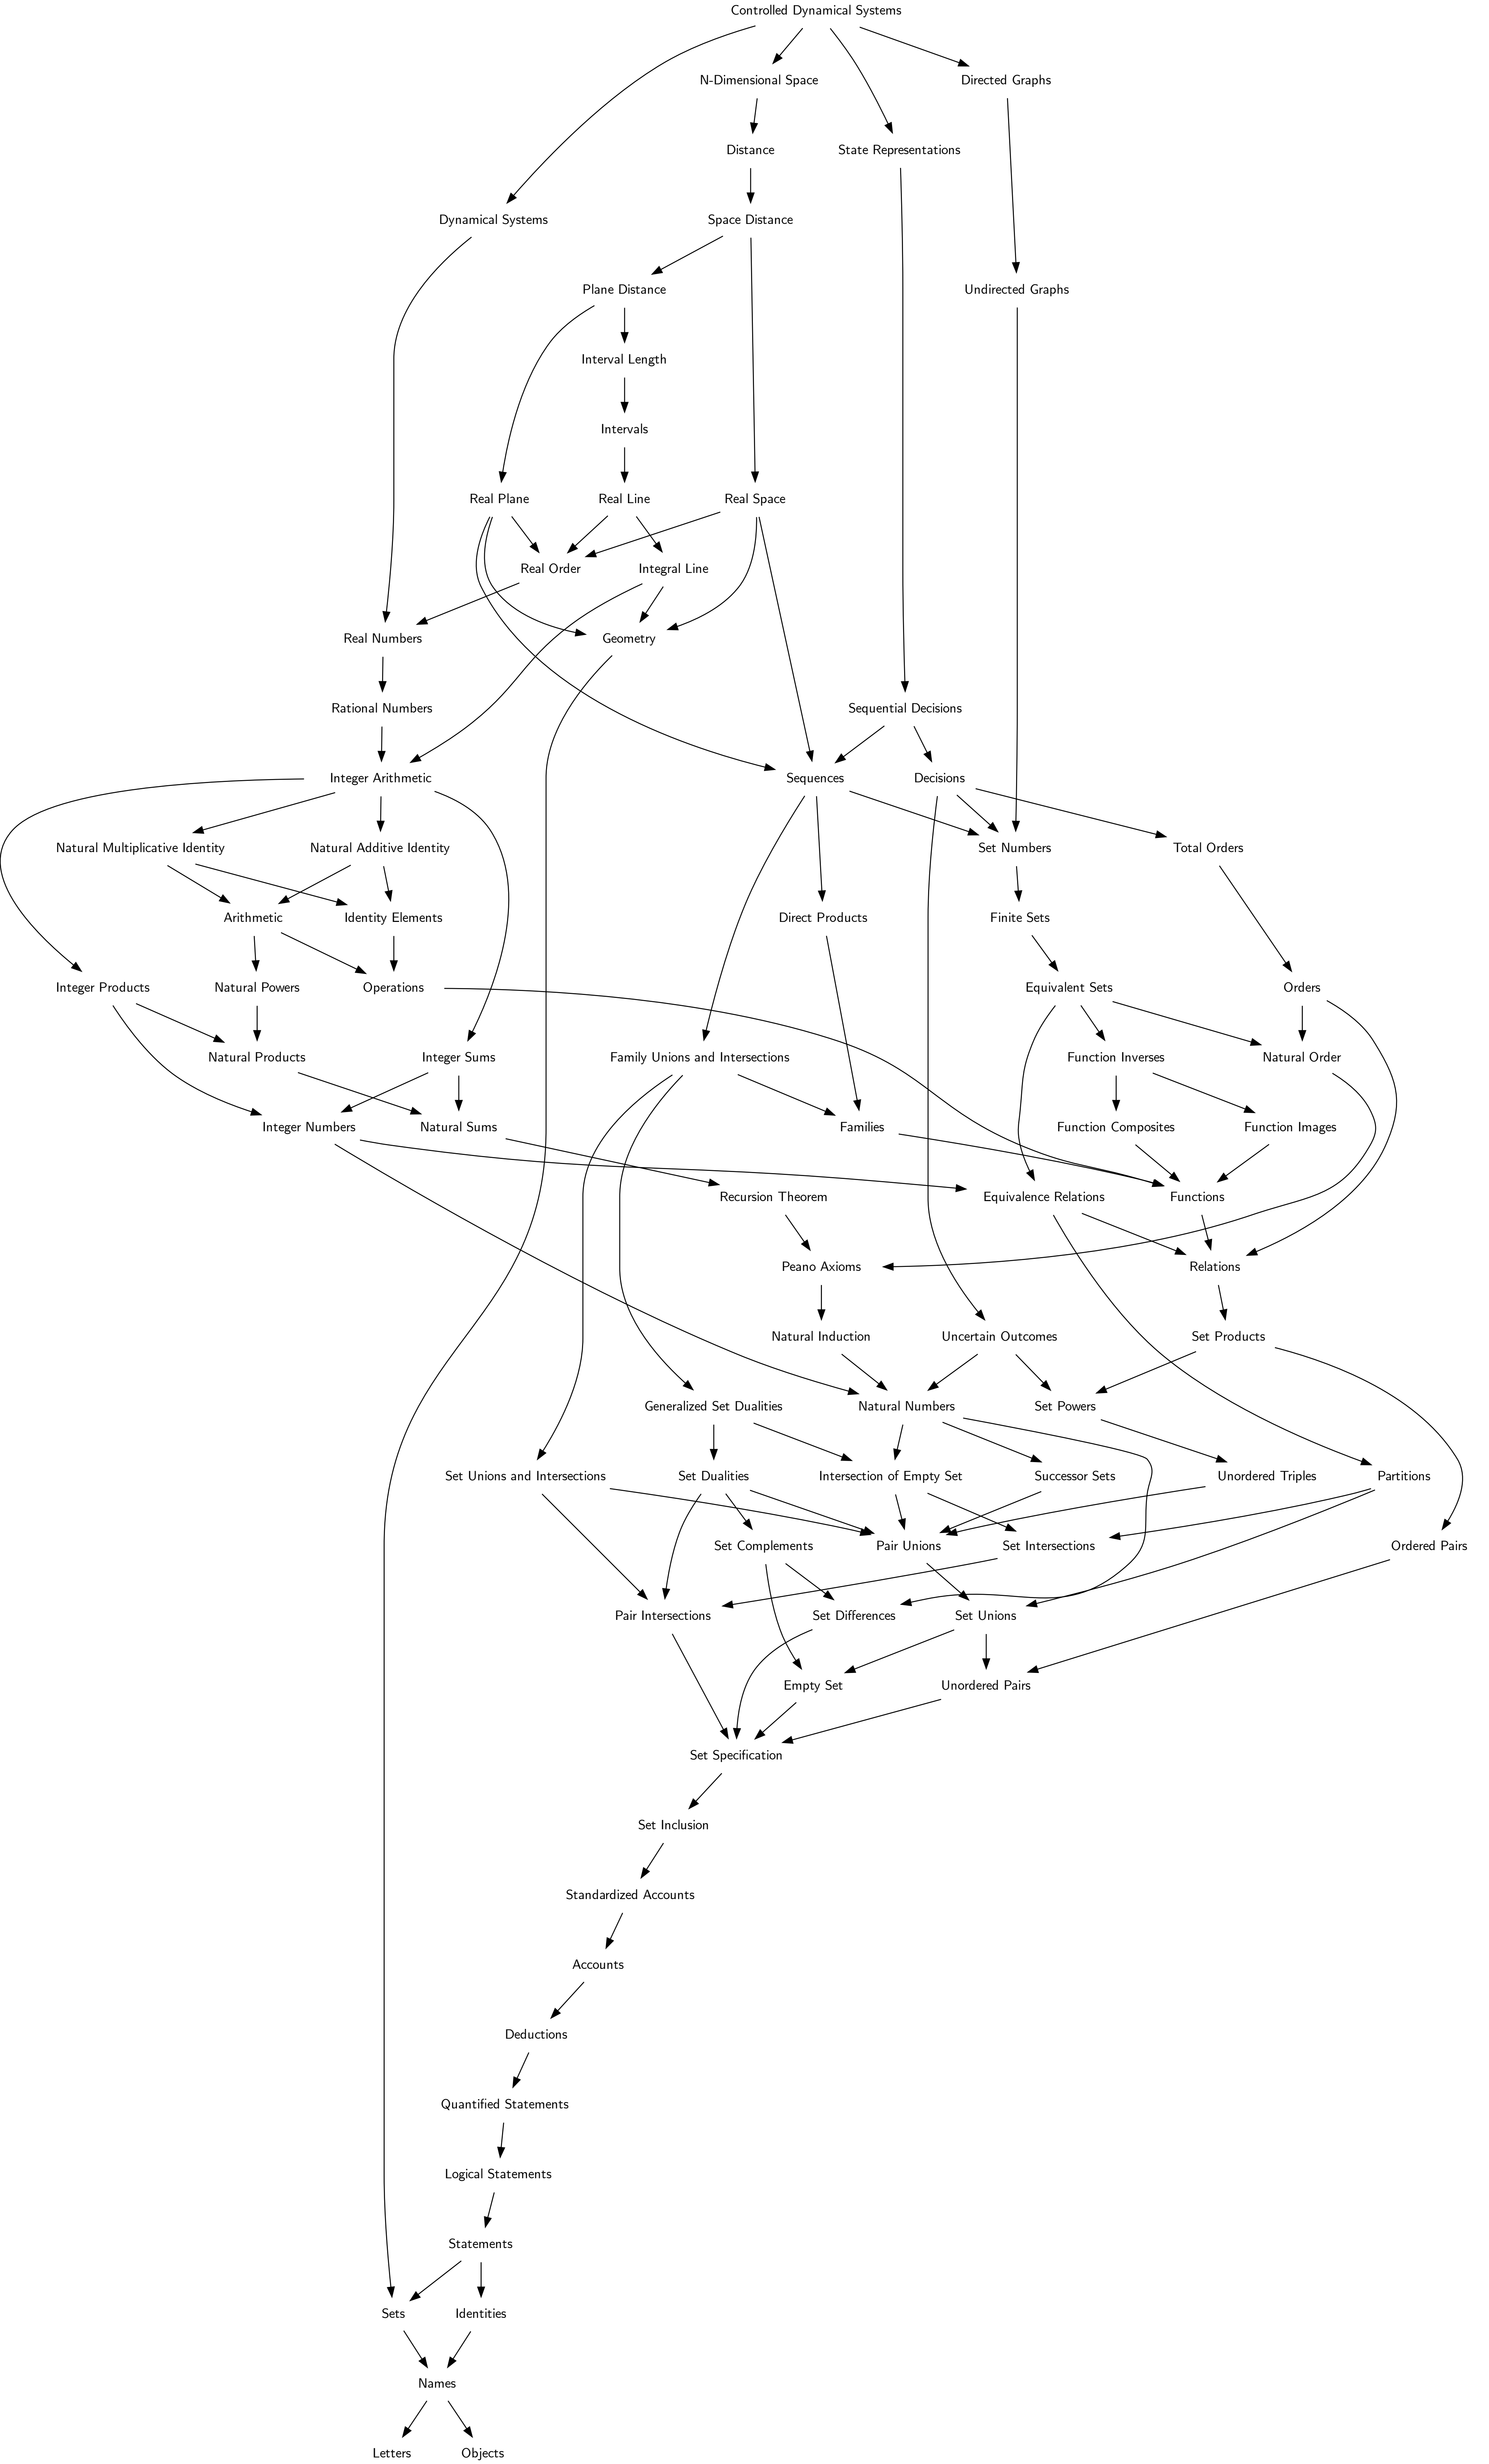 Controlled Dynamical Systems
N-Dimensional Space
Directed Graphs
Distance
State Representations
Dynamical Systems
Space Distance
Plane Distance
Undirected Graphs
Interval Length
Intervals
Real Plane
Real Line
Real Space
Real Order
Integral Line
Real Numbers
Geometry
Rational Numbers
Sequential Decisions
Integer Arithmetic
Sequences
Decisions
Natural Multiplicative Identity
Natural Additive Identity
Set Numbers
Total Orders
Arithmetic
Identity Elements
Direct Products
Finite Sets
Integer Products
Natural Powers
Operations
Equivalent Sets
Orders
Natural Products
Integer Sums
Family Unions and Intersections
Function Inverses
Natural Order
Integer Numbers
Natural Sums
Families
Function Composites
Function Images
Recursion Theorem
Equivalence Relations
Functions
Peano Axioms
Relations
Natural Induction
Uncertain Outcomes
Set Products
Generalized Set Dualities
Natural Numbers
Set Powers
Set Unions and Intersections
Set Dualities
Intersection of Empty Set
Successor Sets
Unordered Triples
Partitions
Set Complements
Pair Unions
Set Intersections
Ordered Pairs
Pair Intersections
Set Differences
Set Unions
Empty Set
Unordered Pairs
Set Specification
Set Inclusion
Standardized Accounts
Accounts
Deductions
Quantified Statements
Logical Statements
Statements
Sets
Identities
Names
Letters
Objects